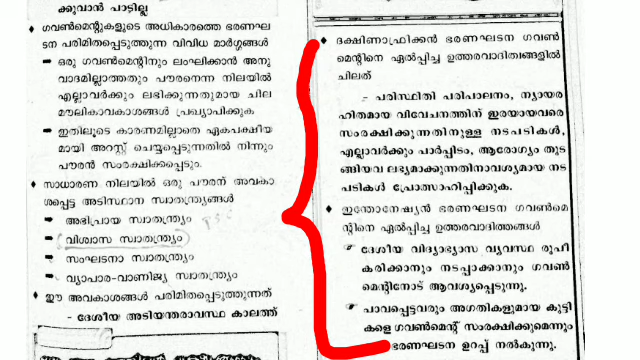 ക്കുവാൻ പാടില്ല
♦ ഗവൺമെന്റുകളുടെ അധികാരത്തെ ഭരണഘ
ടന പരിമിതപ്പെടുത്തുന്ന വിവിധ മാർഗ്ഗങ്ങൾ
➡ ഒരു ഗവൺമെന്റിനും ലംഘിക്കാൻ അനു
വാദമില്ലാത്തതും പൗരനെന്ന നിലയിൽ
എല്ലാവർക്കും ലഭിക്കുന്നതുമായ ചില
മൗലികാവകാശങ്ങൾ പ്രഖ്യാപിക്കുക
➡ ഇതിലൂടെ കാരണമില്ലാതെ ഏകപക്ഷീയ
മായി അറസ്റ്റ് ചെയ്യപ്പെടുന്നതിൽ നിന്നും
പൗരൻ സംരക്ഷിക്കപ്പെടും.
♦ സാധാരണ നിലയിൽ ഒരു പൗരന് അവകാ
ശപ്പെട്ട അടിസ്ഥാന സ്വാതന്ത്ര്യങ്ങൾ
➡ അഭിപ്രായ സ്വാതന്ത്ര്യം
➡ വിശ്വാസ സ്വാതന്ത്ര്യം
➡ സംഘടനാ സ്വാതന്ത്ര്യം
➡ വ്യാപാര-വാണിജ്യ സ്വാതന്ത്ര്യം
♦ ഈ അവകാശങ്ങൾ പരിമിതപ്പെടുത്തുന്നത്
- ദേശീയ അടിയന്തരാവസ്ഥ കാലത്ത്
♦ ദക്ഷിണാഫ്രിക്കൻ ഭരണഘടന ഗവൺ
മെന്റിനെ ഏൽപ്പിച്ച ഉത്തരവാദിത്വങ്ങളിൽ
ചിലത്
- പരിസ്ഥിതി പരിപാലനം, ന്യായര
ഹിതമായ വിവേചനത്തിന് ഇരയായവരെ
സംരക്ഷിക്കുന്നതിനുള്ള നടപടികൾ,
എല്ലാവർക്കും പാർപ്പിടം, ആരോഗ്യം തുട
ങ്ങിയവ ലഭ്യമാക്കുന്നതിനാവശ്യമായ നട
പടികൾ പ്രോത്സാഹിപ്പിക്കുക.
♦ ഇന്തോനേഷ്യൻ ഭരണഘടന ഗവൺമെ
ന്റിനെ ഏൽപ്പിച്ച ഉത്തരവാദിത്തങ്ങൾ
☞ ദേശീയ വിദ്യാഭ്യാസ വ്യവസ്ഥ രൂപീ
കരിക്കാനും നടപ്പാക്കാനും ഗവൺ
മെന്റിനോട് ആവശ്യപ്പെടുന്നു.
☞ പാവപ്പെട്ടവരും അഗതികളുമായ കുട്ടി
കളെ ഗവൺമെന്റ് സംരക്ഷിക്കുമെന്നും
ഭരണഘടന ഉറപ്പ് നൽകുന്നു.